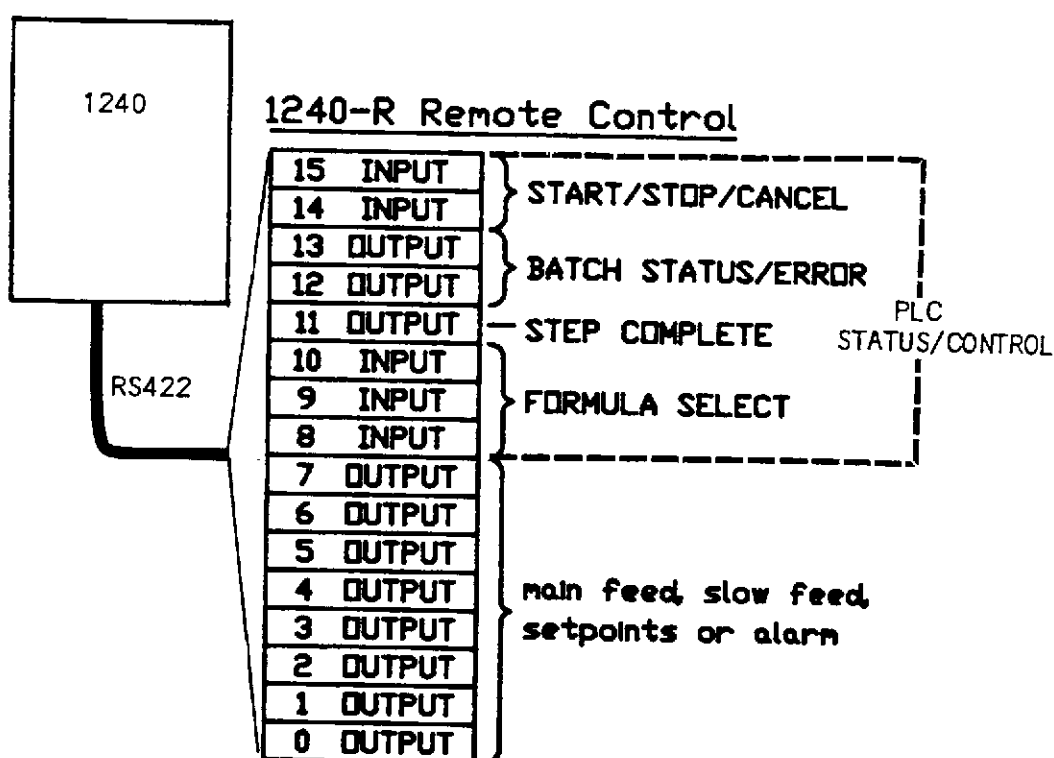 1240
1240-R Remote Control
15 INPUT
14 INPUT
START/STOP/CANCEL
13 OUTPUT
12 OUTPUT
BATCH STATUS/ERROR
11 OUTPUT
STEP COMPLETE
10 INPUT
9 INPUT
8 INPUT
FORMULA SELECT
PLC
STATUS/CONTROL
RS422
7 OUTPUT
6 OUTPUT
5 OUTPUT
4 OUTPUT
3 OUTPUT
2 OUTPUT
1 OUTPUT
0 OUTPUT
main feed, slow feed,
setpoints or alarm